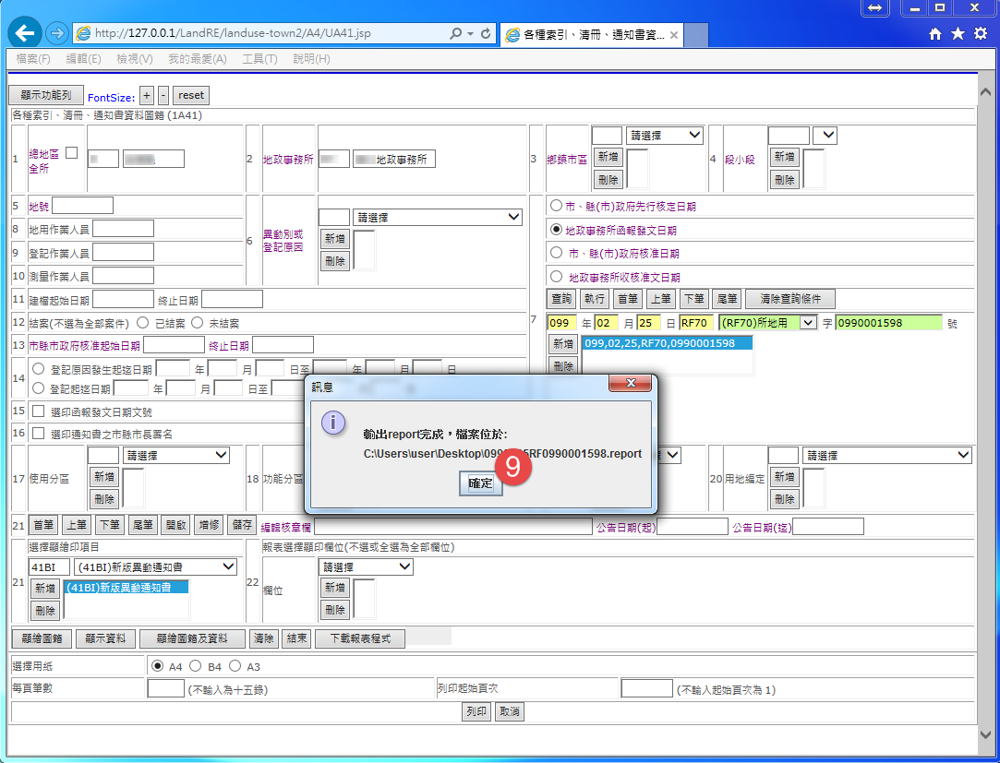 http://127.0.0.1/LandRE/landuse-town2/A4/UA41.jsp
各種索引、清冊、通知書資...
檔案(F) 編輯(E) 檢視(V) 我的最愛(A) 工具(T) 說明(H)
顯示功能列 FontSize: + - reset
各種索引、清冊、通知書資料圖籍 (1A41)
1 總地區全所
2 地政事務所 地政事務所
3 鄉鎮市區 請選擇 新增 刪除
4 段小段 新增 刪除
5 地號
8 地用作業人員
9 登記作業人員
10 測量作業人員
6 異動別或登記原因 請選擇 新增 刪除
市、縣(市)政府先行核定日期
地政事務所函報發文日期
市、縣(市)政府核准日期
地政事務所收核准文日期
11 建檔起始日期 終止日期
12 結案(不選為全部案件) 已結案 未結案
13 市縣市政府核准起始日期 終止日期
7 查詢 執行 首筆 上筆 下筆 尾筆 清除查詢條件
099 年 02 月 25 日 RF70 (RF70)所地用 字 0990001598 號
新增 099,02,25,RF70,0990001598
刪除
14 登記原因發生起迄日期 年 月 日至 年 月 日
登記起迄日期 年 月 日至
15 選印函報發文日期文號
16 選印通知書之市縣市長署名
訊息
輸出report完成，檔案位於:
C:\Users\user\Desktop\099 5RF0990001598.report
9
確定
17 使用分區 請選擇 新增 刪除
18 功能分區
20 用地編定 請選擇 新增 刪除
21 首筆 上筆 下筆 尾筆 開啟 增修 儲存 編輯核章欄 公告日期(起) 公告日期(迄)
選擇顯繪印項目
21 41BI (41BI)新版異動通知書
新增 (41BI)新版異動通知書
刪除
報表選擇顯印欄位(不選或全選為全部欄位)
22 欄位 請選擇 新增 刪除
顯繪圖籍 顯示資料 顯繪圖籍及資料 清除 結束 下載報表程式
選擇用紙 A4 B4 A3
每頁筆數 (不輸入為十五錄) 列印起始頁次 (不輸入起始頁次為 1)
列印 取消